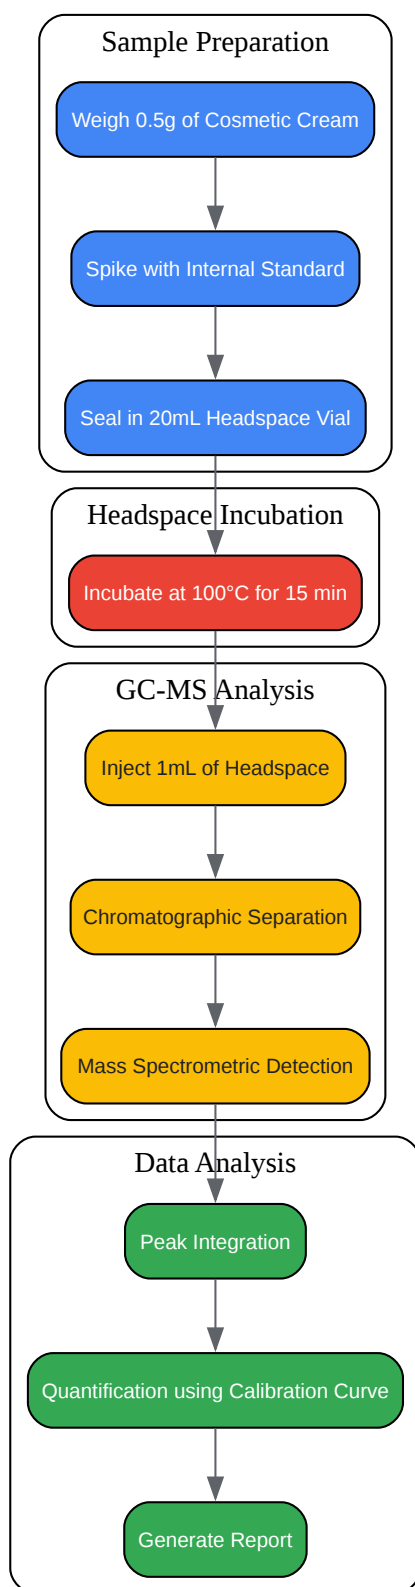 Sample Preparation
Weigh 0.5g of Cosmetic Cream
Spike with Internal Standard
Seal in 20mL Headspace Vial
Headspace Incubation
Incubate at 100°C for 15 min
GC-MS Analysis
Inject 1mL of Headspace
Chromatographic Separation
Mass Spectrometric Detection
Data Analysis
Peak Integration
Quantification using Calibration Curve
Generate Report